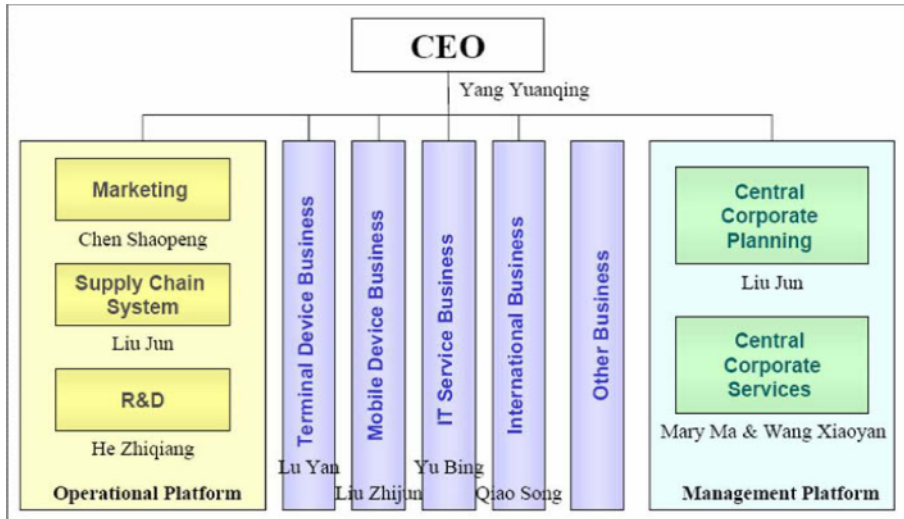 CEO
Yang Yuanqing
Marketing
Chen Shaopeng
Supply Chain
System
Liu Jun
R&D
He Zhiqiang
Operational Platform
Terminal Device Business
Lu Yan
Mobile Device Business
Liu Zhijun
IT Service Business
Yu Bing
International Business
Qiao Song
Other Business
Central
Corporate
Planning
Liu Jun
Central
Corporate
Services
Mary Ma & Wang Xiaoyan
Management Platform